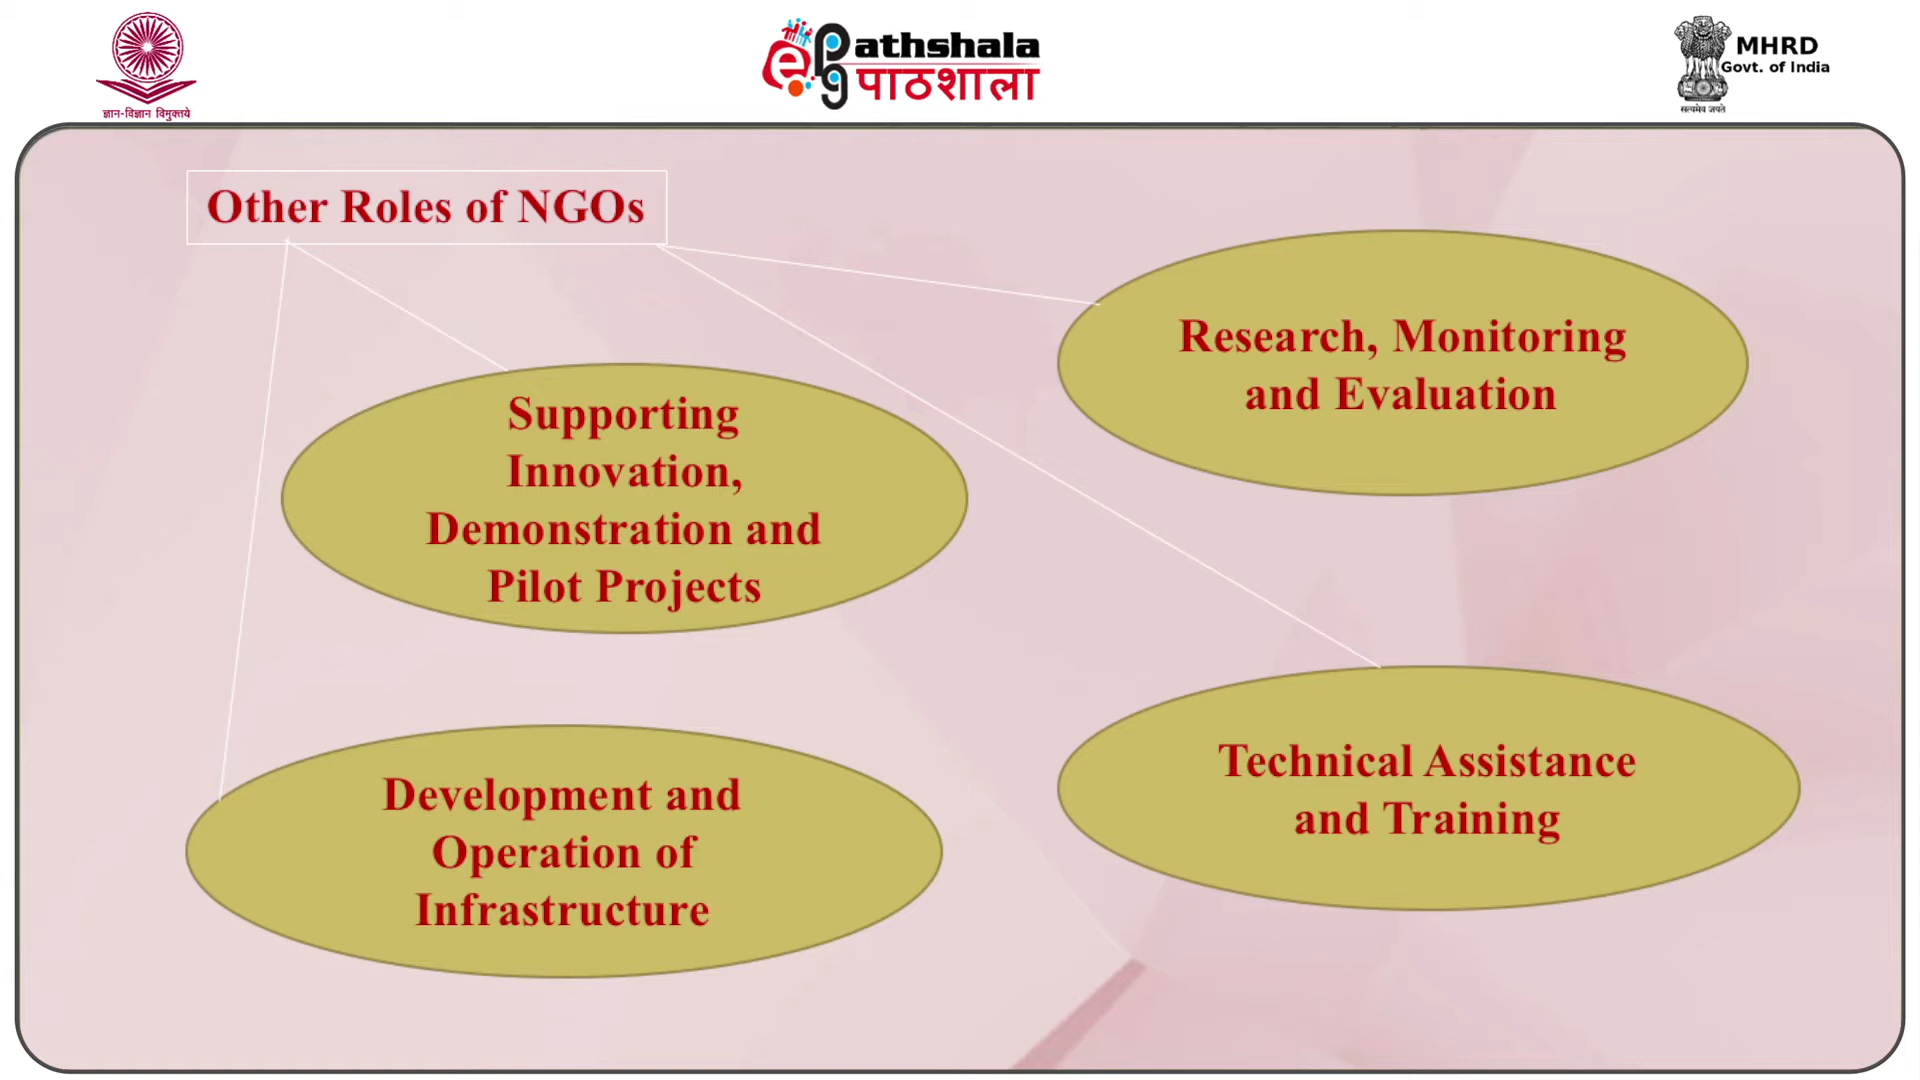 ज्ञान-विज्ञान विमुक्तये
ePathshala
पाठशाला
MHRD
Govt. of India
सत्यमेव जयते
Other Roles of NGOs
Research, Monitoring
and Evaluation
Supporting
Innovation,
Demonstration and
Pilot Projects
Technical Assistance
and Training
Development and
Operation of
Infrastructure